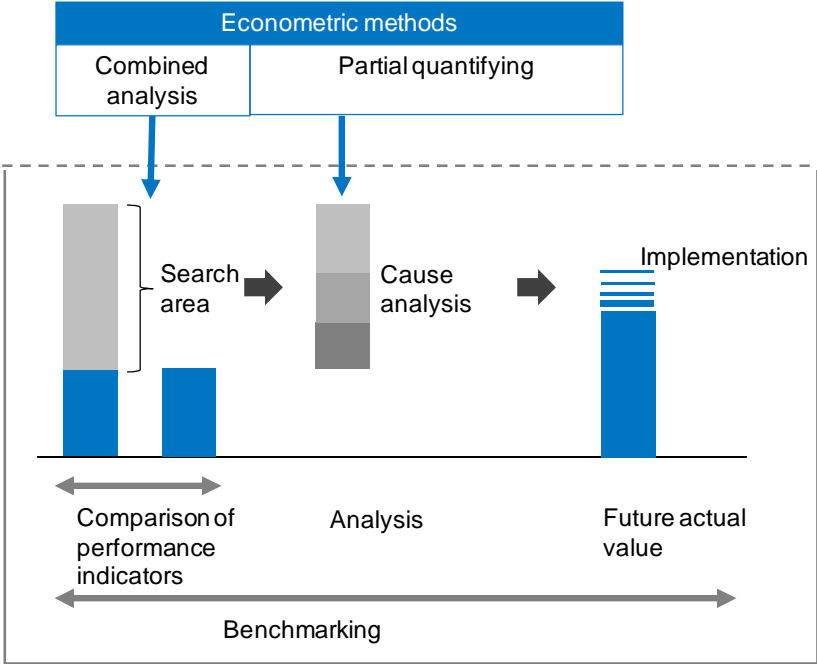 Econometric methods
Combined
analysis
Partial quantifying
Search
area
Cause
analysis
Implementation
Comparison of
performance
indicators
Analysis
Future actual
value
Benchmarking